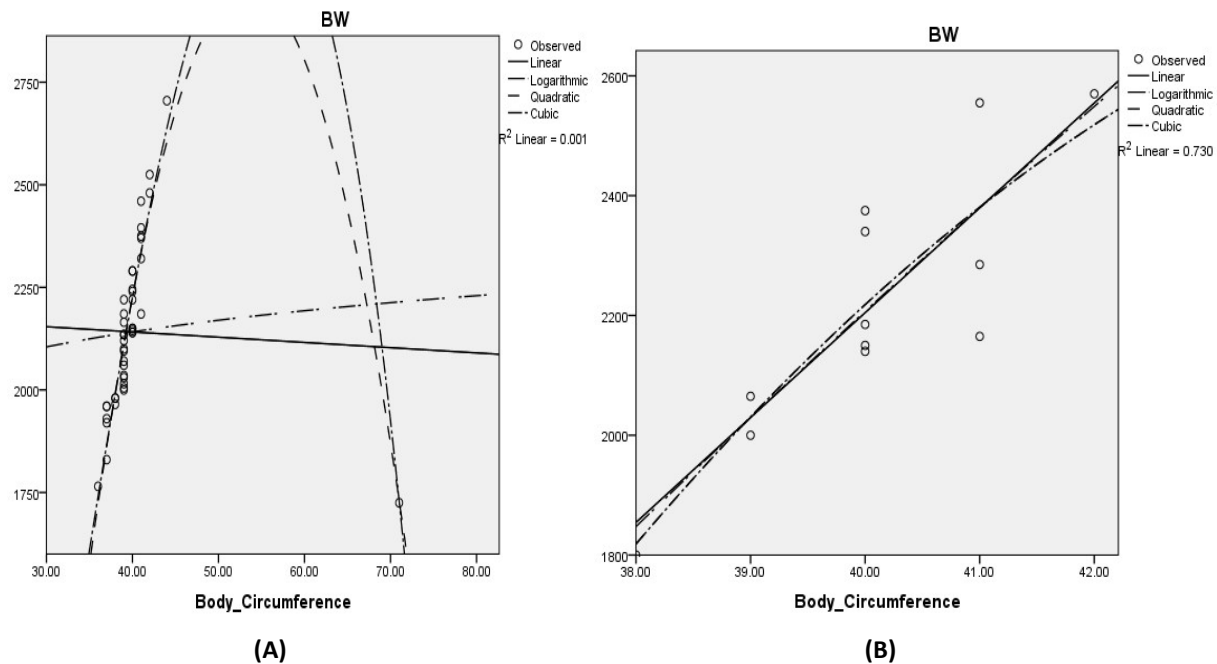 BW
2750
2500
2250
2000
1750
30.00 40.00 50.00 60.00 70.00 80.00
Body_Circumference
Observed
Linear
Logarithmic
Quadratic
Cubic
R² Linear = 0.001
(A)
BW
2600
2400
2200
2000
1800
38.00 39.00 40.00 41.00 42.00
Body_Circumference
Observed
Linear
Logarithmic
Quadratic
Cubic
R² Linear = 0.730
(B)